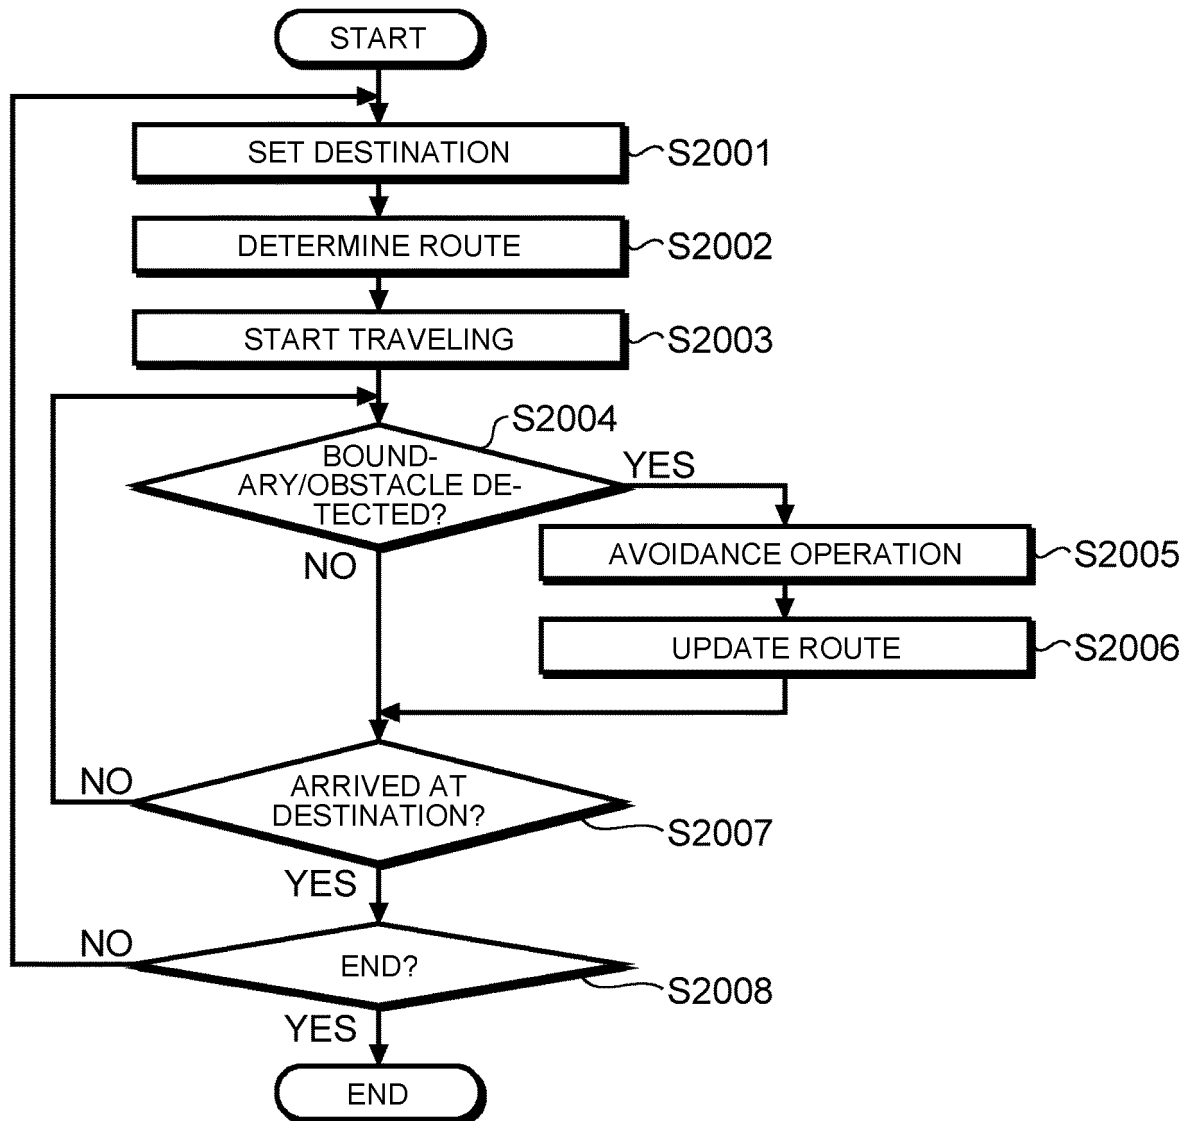 START
SET DESTINATION
S2001
DETERMINE ROUTE
S2002
START TRAVELING
S2003
S2004
BOUND-
ARY/OBSTACLE DE-
TECTED?
YES
NO
AVOIDANCE OPERATION
S2005
UPDATE ROUTE
S2006
NO
ARRIVED AT
DESTINATION?
S2007
YES
NO
END?
S2008
YES
END